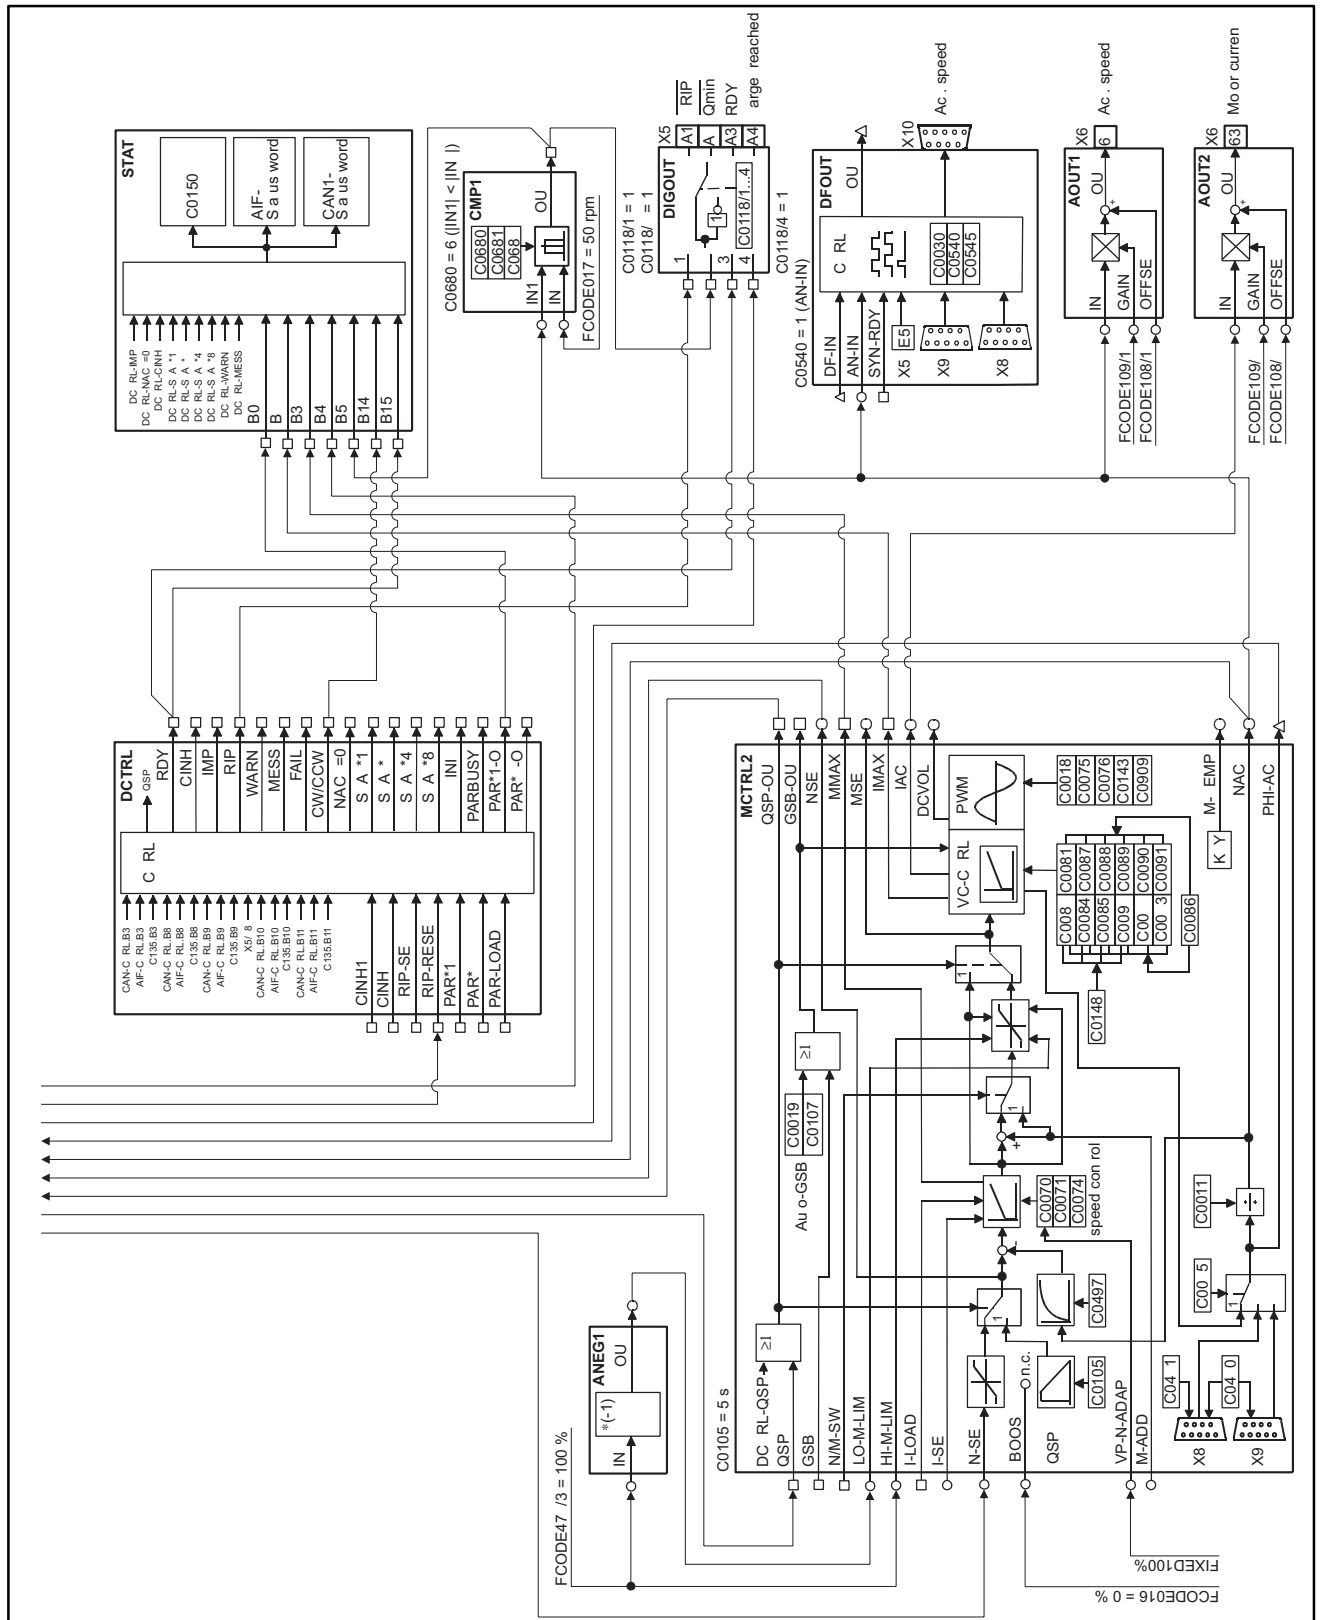 STAT
C0150
AIF-
S a us word
CAN1-
S a us word
DC RL-IMP
DC RL-NAC =0
DC RL-CINH
DC RL-S A *1
DC RL-S A *
DC RL-S A *4
DC RL-S A *8
DC RL-WARN
DC RL-MESS
B0
B
B3
B4
B5
B14
B15
C0680 = 6 (|IN1| < |IN |)
CMP1
C0680
C0681
C068
OU
IN1
IN
FCODE017 = 50 rpm
RIP
Qmin
RDY
arge reached
X5
A1
A
A3
A4
C0118/1 = 1
C0118/ = 1
DIGOUT
1
C0118/1...4
1
3
4
C0118/4 = 1
Ac . speed
X10
DFOUT
OU
C RL
C0030
C0540
C0545
C0540 = 1 (AN-IN)
DF-IN
AN-IN
SYN-RDY
X5
E5
X9
X8
Ac . speed
X6
6
AOUT1
OU
+
IN
GAIN
OFFSE
FCODE109/1
FCODE108/1
Mo or curren
X6
63
AOUT2
OU
+
IN
GAIN
OFFSE
FCODE109/
FCODE108/
DCTRL
QSP
RDY
CINH
IMP
RIP
WARN
MESS
FAIL
CW/CCW
NAC =0
S A *1
S A *
S A *4
S A *8
INI
PARBUSY
PAR*1-O
PAR* -O
C RL
CAN-C RL.B3
AIF-C RL.B3
C135.B3
CAN-C RL.B8
AIF-C RL.B8
C135.B8
CAN-C RL.B9
AIF-C RL.B9
C135.B9
X5/ 8
CAN-C RL.B10
AIF-C RL.B10
C135.B10
CAN-C RL.B11
AIF-C RL.B11
C135.B11
CINH1
CINH
RIP-SE
RIP-RESE
PAR*1
PAR*
PAR-LOAD
MCTRL2
QSP-OU
GSB-OU
NSE
MMAX
MSE
IMAX
IAC
DCVOL
M- EMP
NAC
PHI-AC
PWM
VC-C RL
C0018
C0075
C0076
C0143
C0909
C0081
C0087
C0088
C0089
C0090
C0091
C008
C0084
C0085
C009
C00
C00 3
C0086
C0148
K Y
1
≥1
C0019
C0107
Au o-GSB
1
+
C0070
C0071
C0074
speed con rol
C0011
-
1
C0497
C00 5
1
≥1
n.c.
C0105
C04 1
C04 0
X8
X9
C0105 = 5 s
DC RL-QSP
QSP
GSB
N/M-SW
LO-M-LIM
HI-M-LIM
I-LOAD
I-SE
N-SE
BOOS
QSP
VP-N-ADAP
M-ADD
ANEG1
OU
*(-1)
IN
FCODE47 /3 = 100 %
FIXED100%
FCODE016 = 0 %